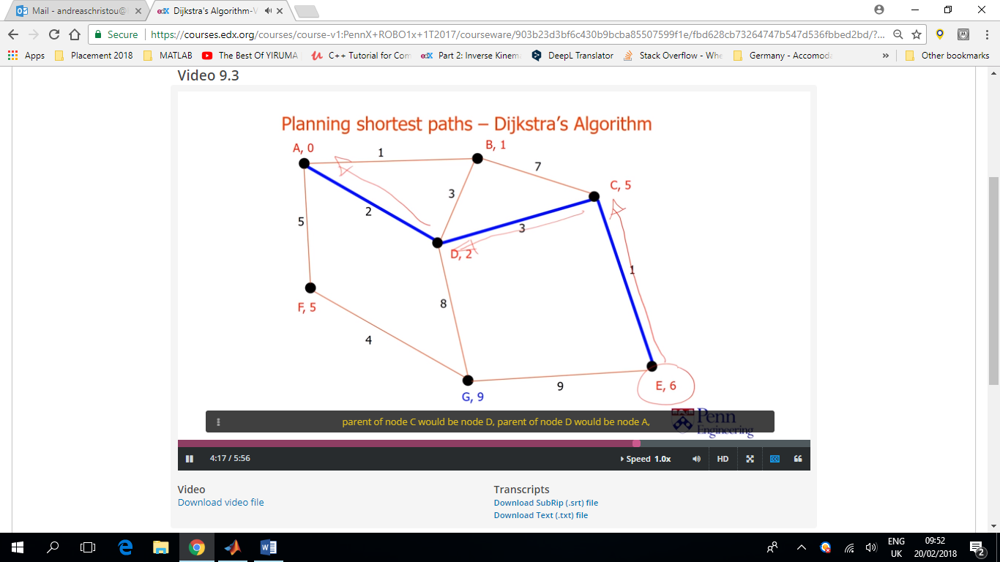 Mail - andreaschristou@
Dijkstra's Algorithm-V
Secure
https://courses.edx.org/courses/course-v1:PennX+ROBO1x+1T2017/courseware/903b23d3bf6c430b9bcba85507599f1e/fbd628cb73264747b547d536fbbed2bd/?...
Apps
Placement 2018
MATLAB
The Best Of YIRUMA
C++ Tutorial for Com
edX
Part 2: Inverse Kinem
DeepL Translator
Stack Overflow - Whe
Germany - Accomoda
»
Other bookmarks
Video 9.3
Planning shortest paths – Dijkstra's Algorithm
A, 0
1
B, 1
7
C, 5
3
2
5
3
D, 2
1
8
F, 5
4
E, 6
9
G, 9
Penn
Engineering
parent of node C would be node D, parent of node D would be node A,
4:17 / 5:56
Speed 1.0x
HD
CC
Video
Download video file
Transcripts
Download SubRip (.srt) file
Download Text (.txt) file
ENG
UK
09:52
20/02/2018
2